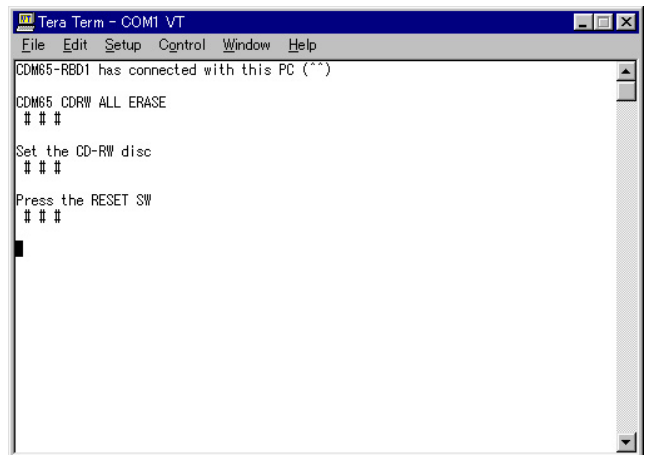 Tera Term - COM1 VT
File Edit Setup Control Window Help
CDM65-RBD1 has connected with this PC (^^)
CDM65 CDRW ALL ERASE
# # #
Set the CD-RW disc
# # #
Press the RESET SW
# # #